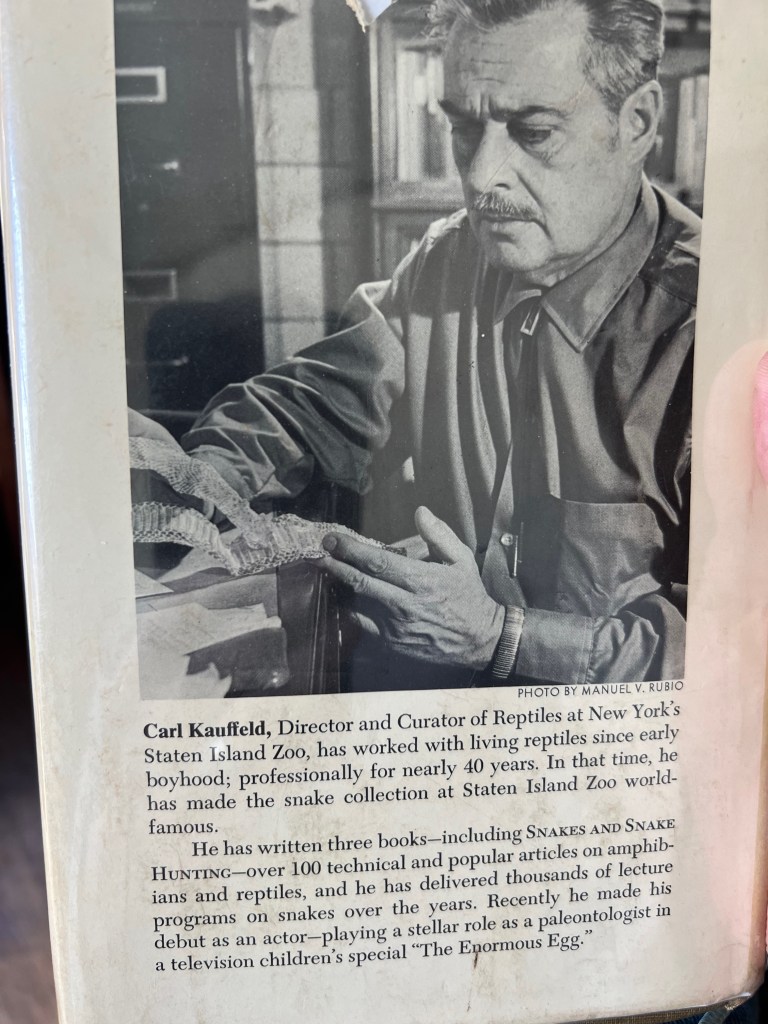 PHOTO BY MANUEL V. RUBIO
Carl Kauffeld, Director and Curator of Reptiles at New York's
Staten Island Zoo, has worked with living reptiles since early
boyhood; professionally for nearly 40 years. In that time, he
has made the snake collection at Staten Island Zoo world-
famous.
He has written three books—including SNAKES AND SNAKE
HUNTING—over 100 technical and popular articles on amphib-
ians and reptiles, and he has delivered thousands of lecture
programs on snakes over the years. Recently he made his
debut as an actor—playing a stellar role as a paleontologist in
a television children's special "The Enormous Egg."